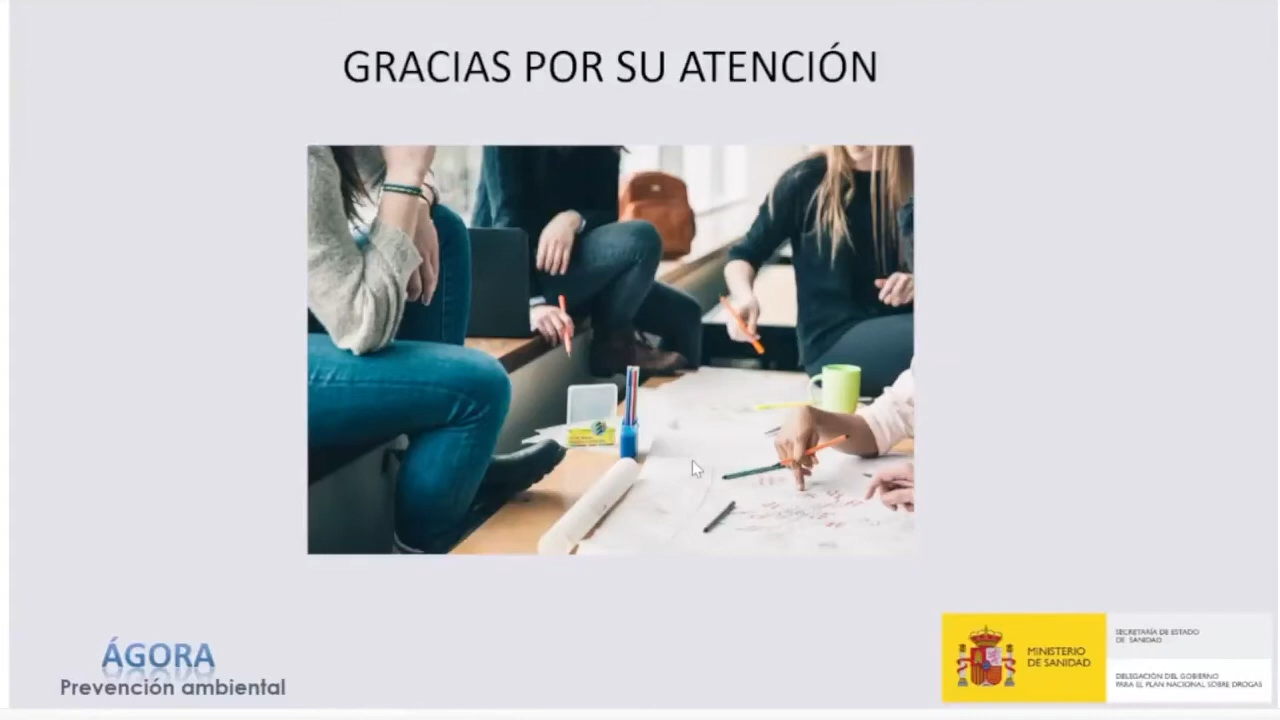 GRACIAS POR SU ATENCIÓN
ÁGORA
Prevención ambiental
MINISTERIO
DE SANIDAD
SECRETARÍA DE ESTADO
DE SANIDAD
DELEGACIÓN DEL GOBIERNO
PARA EL PLAN NACIONAL SOBRE DROGAS